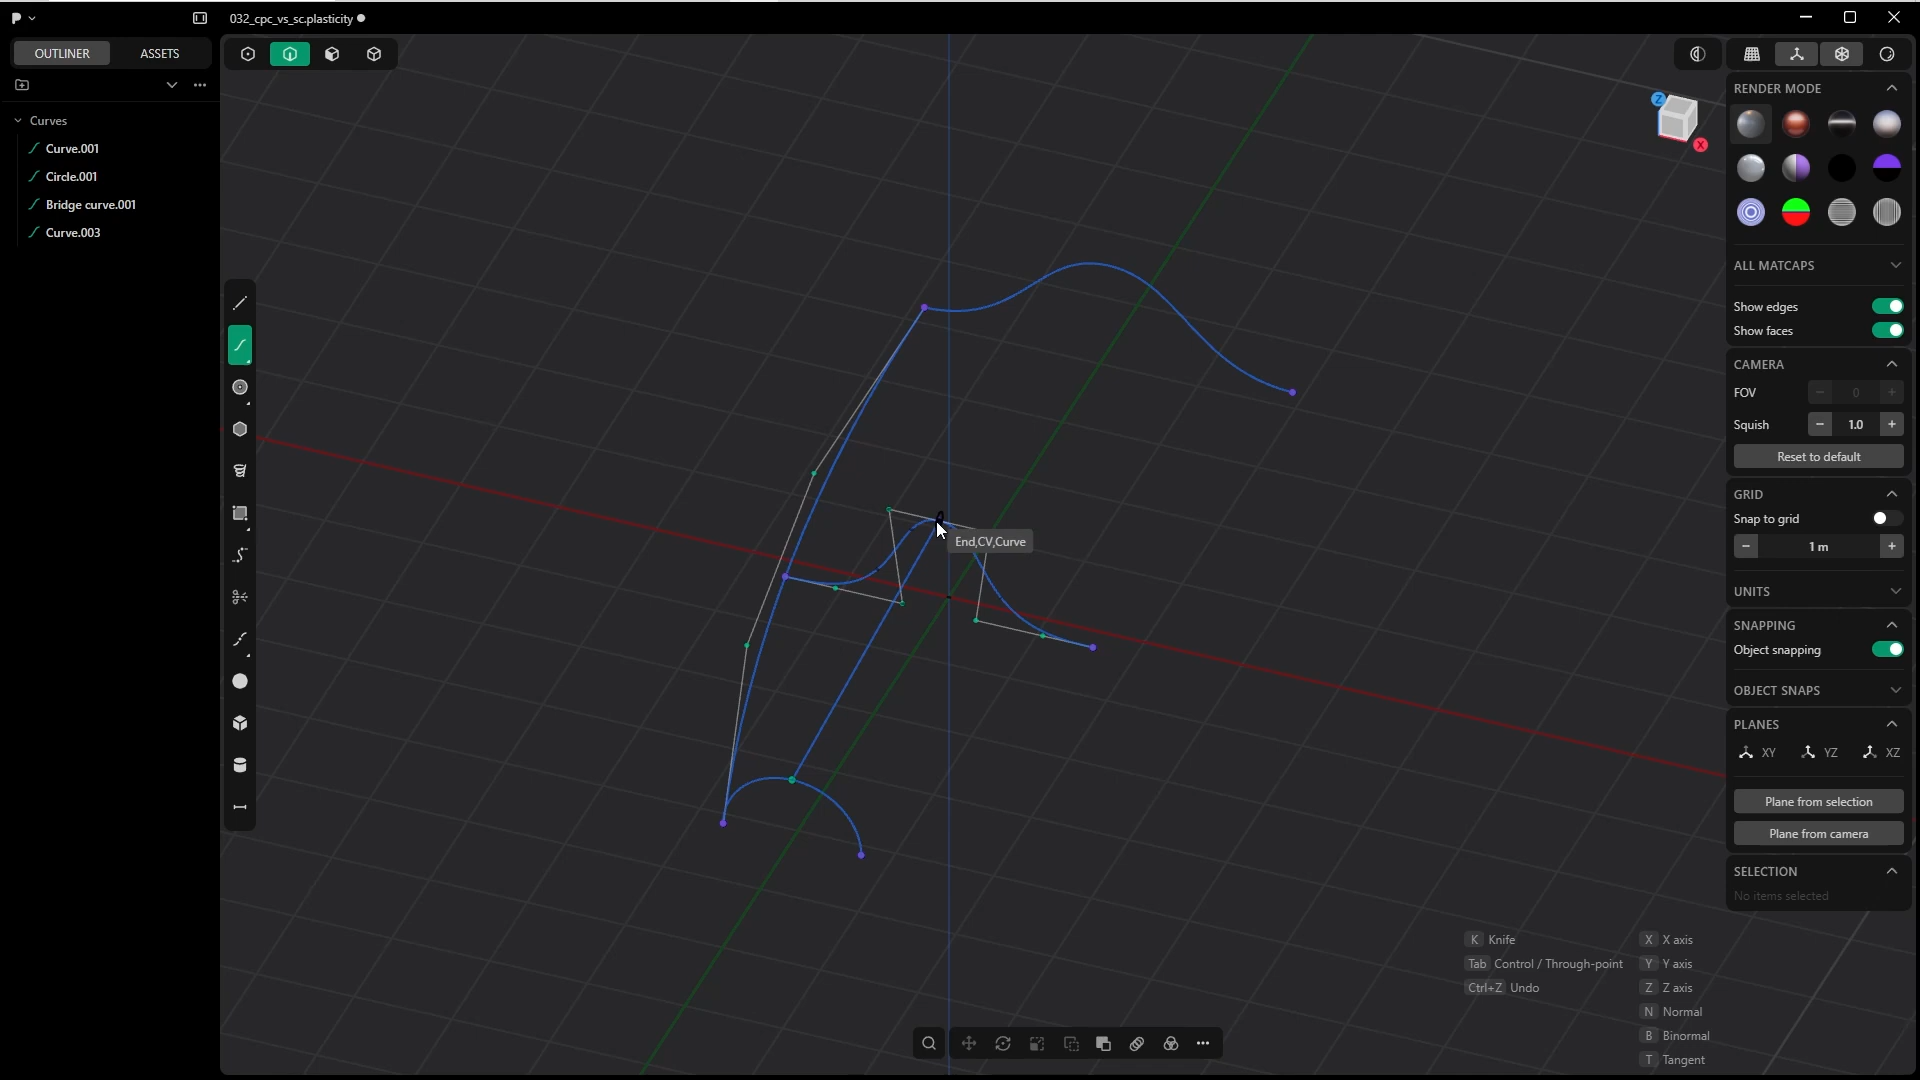 032_cpc_vs_sc.plasticity
OUTLINER
ASSETS
Curves
Curve.001
Circle.001
Bridge curve.001
Curve.003
Z
X
End,CV,Curve
RENDER MODE
ALL MATCAPS
Show edges
Show faces
CAMERA
FOV
0
Squish
1.0
Reset to default
GRID
Snap to grid
1 m
UNITS
SNAPPING
Object snapping
OBJECT SNAPS
PLANES
XY
YZ
XZ
Plane from selection
Plane from camera
SELECTION
No items selected
K Knife
Tab Control / Through-point
Ctrl+Z Undo
X X axis
Y Y axis
Z Z axis
N Normal
B Binormal
T Tangent